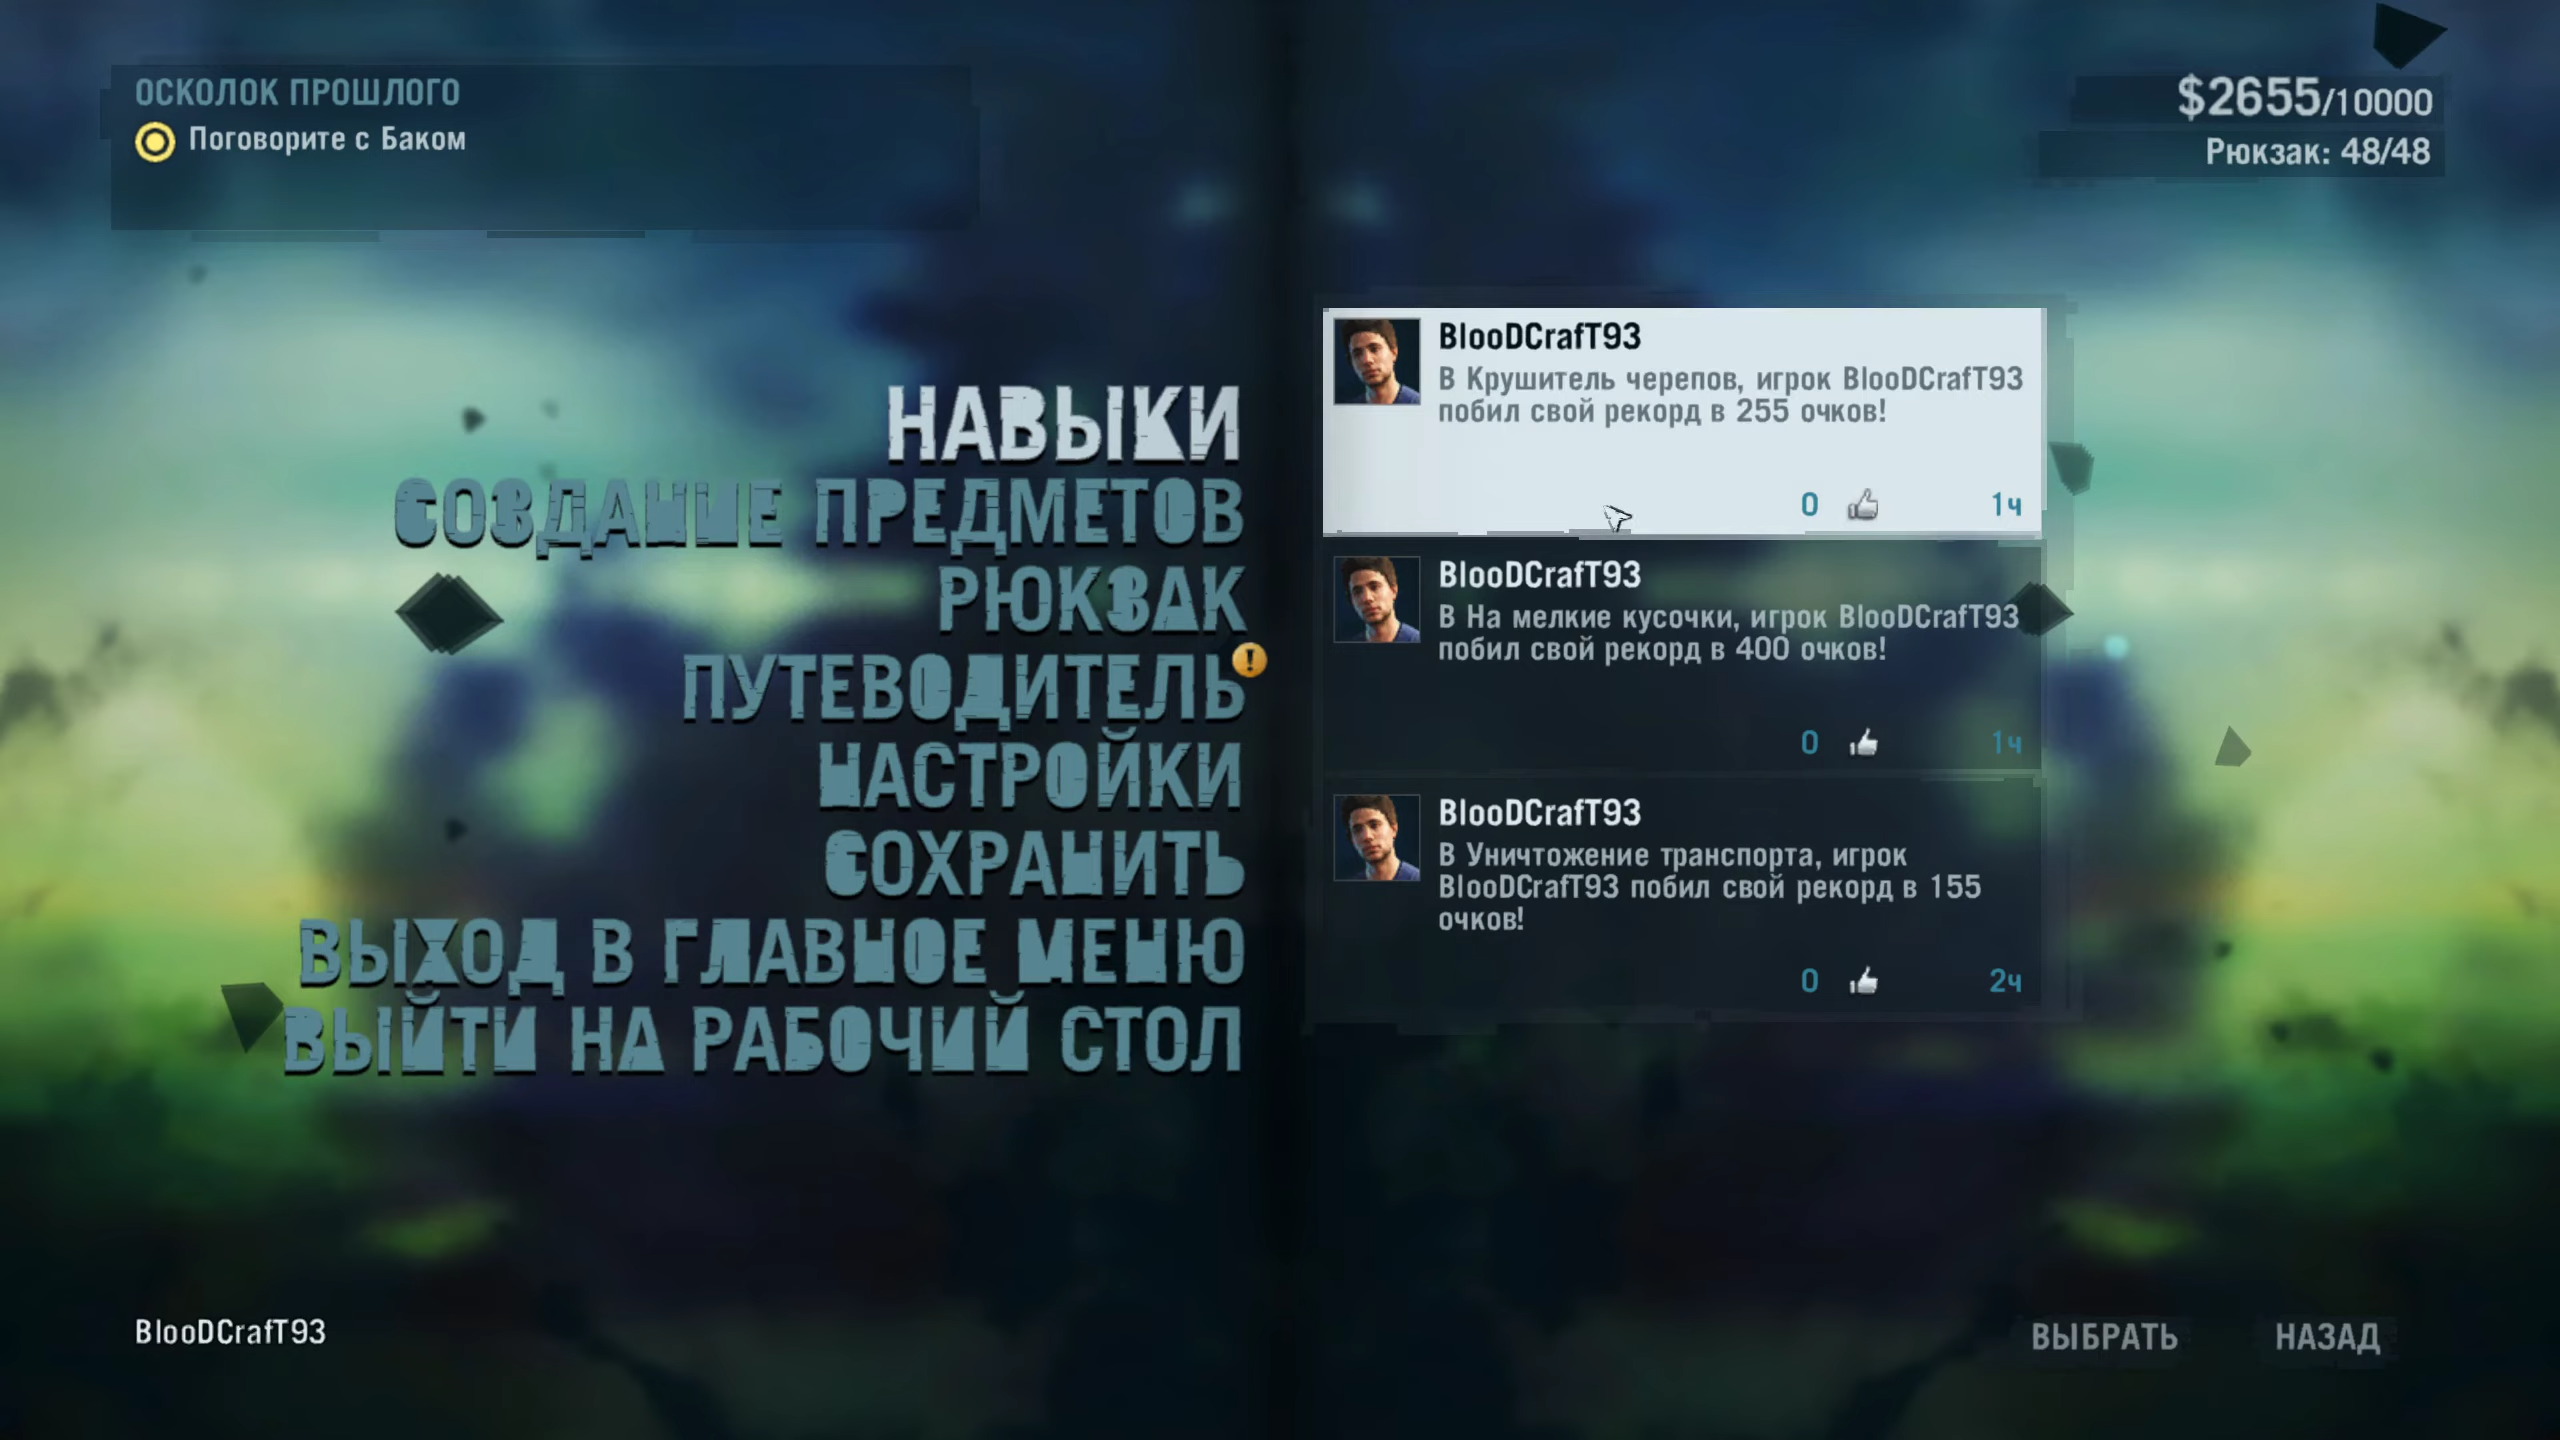 ОСКОЛОК ПРОШЛОГО
Поговорите с Баком
$2655/10000
Рюкзак: 48/48
НАВЫКИ
СОЗДАНИЕ ПРЕДМЕТОВ
РЮКЗАК
ПУТЕВОДИТЕЛЬ
!
НАСТРОЙКИ
СОХРАНИТЬ
ВЫХОД В ГЛАВНОЕ МЕНЮ
ВЫЙТИ НА РАБОЧИЙ СТОЛ
BlooDCrafT93
В Крушитель черепов, игрок BlooDCrafT93
побил свой рекорд в 255 очков!
0 1ч
BlooDCrafT93
В На мелкие кусочки, игрок BlooDCrafT93
побил свой рекорд в 400 очков!
0 1ч
BlooDCrafT93
В Уничтожение транспорта, игрок
BlooDCrafT93 побил свой рекорд в 155
очков!
0 2ч
BlooDCrafT93
ВЫБРАТЬ НАЗАД